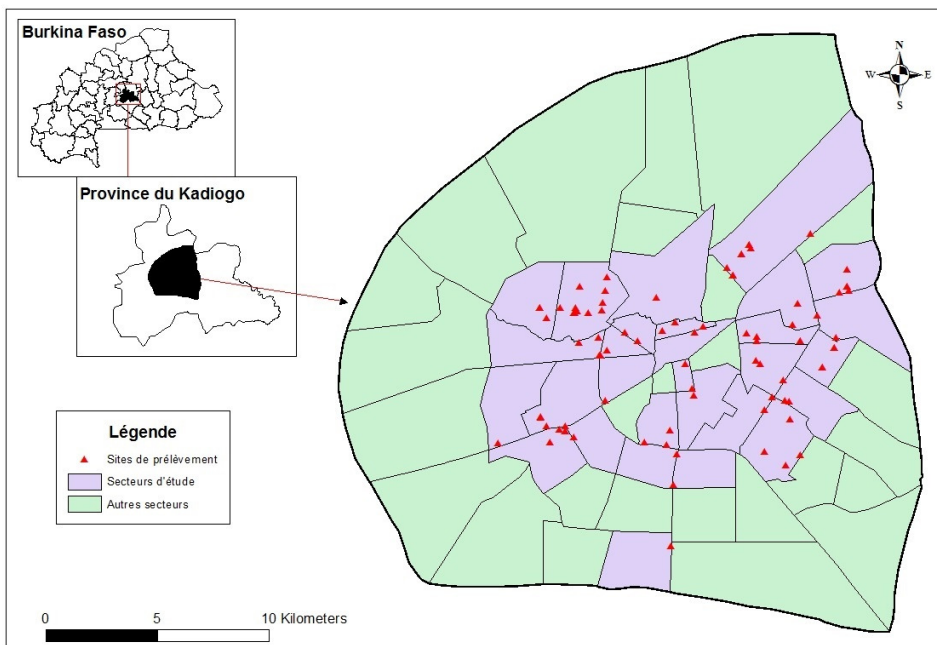 Burkina Faso
Province du Kadiogo
N
W E
S
Légende
Sites de prélèvement
Secteurs d'étude
Autres secteurs
0 5 10 Kilometers